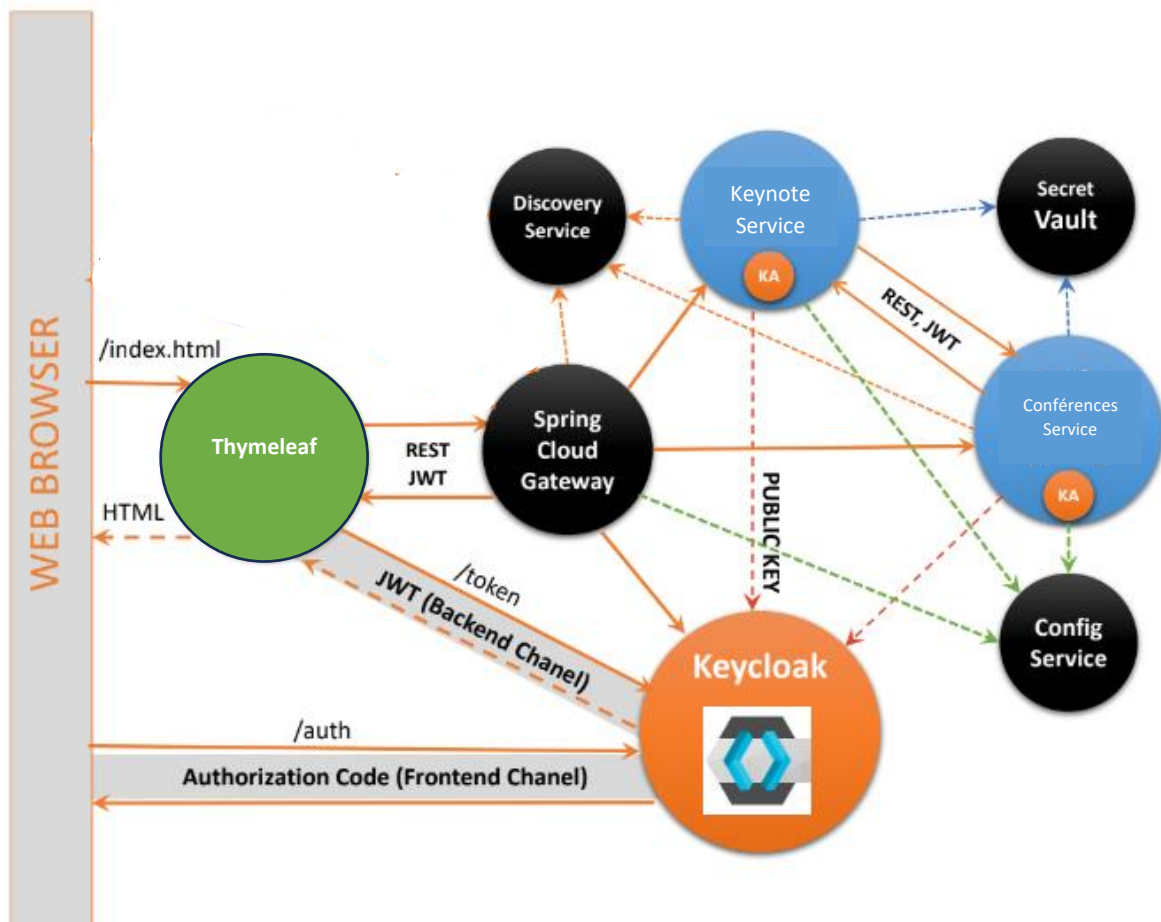 WEB BROWSER
/index.html
HTML
Thymeleaf
REST
JWT
Spring
Cloud
Gateway
Discovery
Service
Keynote
Service
KA
Secret
Vault
REST, JWT
Conférences
Service
KA
PUBLIC KEY
Config
Service
/token
JWT (Backend Chanel)
Keycloak
/auth
Authorization Code (Frontend Chanel)